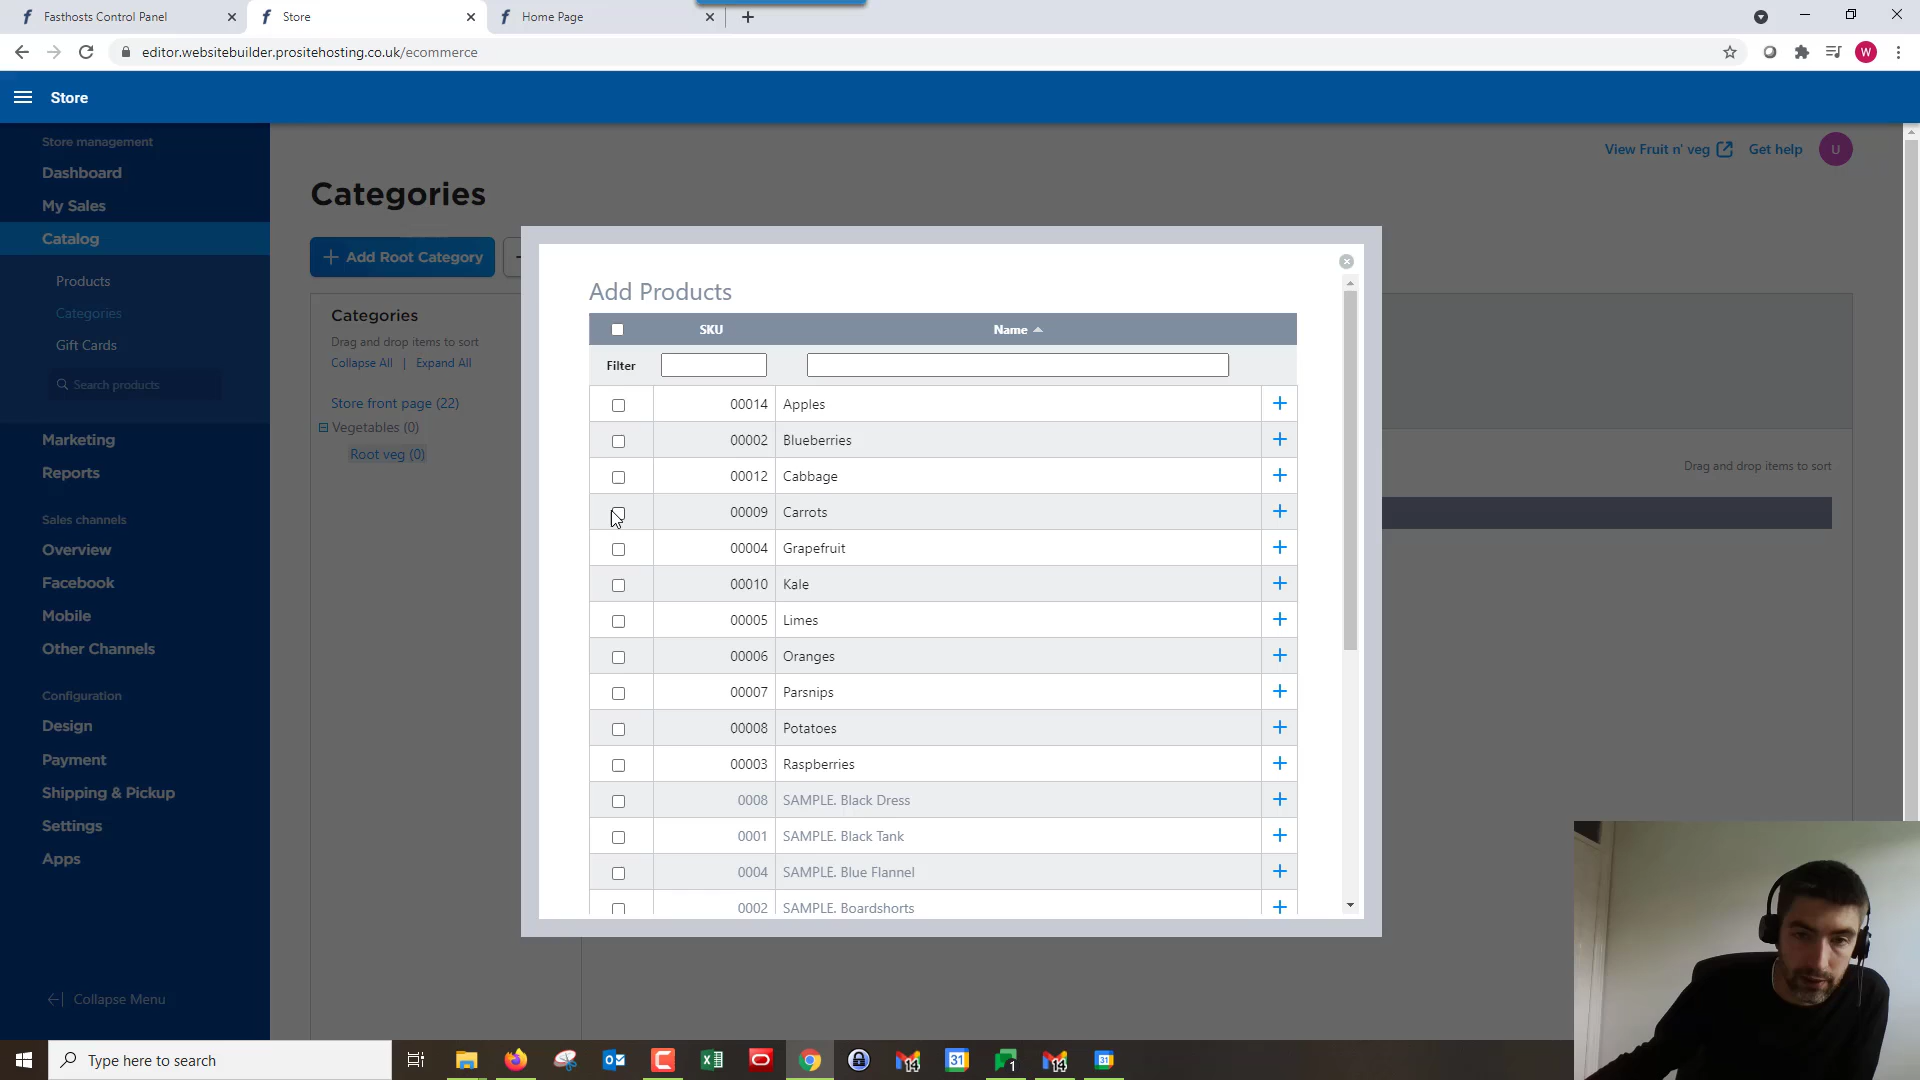 Fasthosts Control Panel
Store
Home Page
editor.websitebuilder.prositehosting.co.uk/ecommerce
W
Store
Store management
Dashboard
My Sales
Catalog
Products
Categories
Gift Cards
Search products
Marketing
Reports
Sales channels
Overview
Facebook
Mobile
Other Channels
Configuration
Design
Payment
Shipping & Pickup
Settings
Apps
Collapse Menu
View Fruit n' veg
Get help
U
Categories
+ Add Root Category
Categories
Drag and drop items to sort
Collapse All | Expand All
Store front page (22)
Vegetables (0)
Root veg (0)
Drag and drop items to sort
Add Products
SKU Name
Filter
00014 Apples +
00002 Blueberries +
00012 Cabbage +
00009 Carrots +
00004 Grapefruit +
00010 Kale +
00005 Limes +
00006 Oranges +
00007 Parsnips +
00008 Potatoes +
00003 Raspberries +
0008 SAMPLE. Black Dress +
0001 SAMPLE. Black Tank +
0004 SAMPLE. Blue Flannel +
0002 SAMPLE. Boardshorts +
Type here to search
14
31
1
14
31